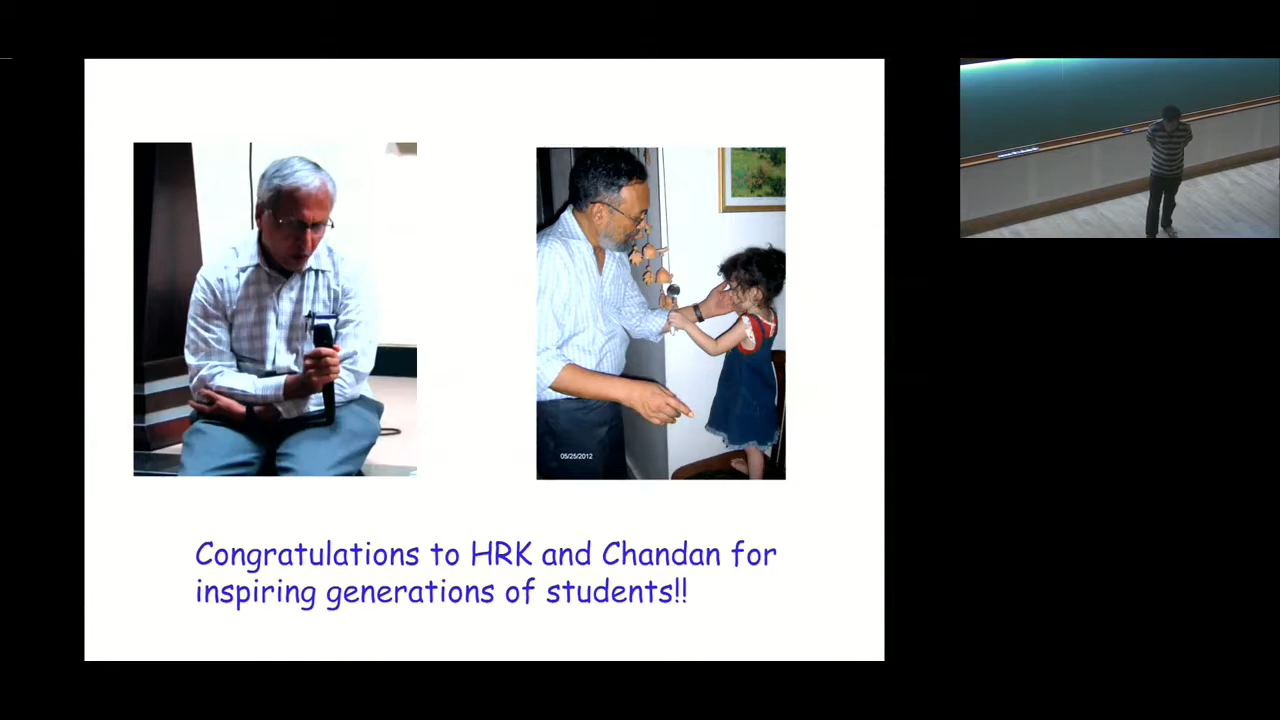 05/25/2012
Congratulations to HRK and Chandan for
inspiring generations of students!!